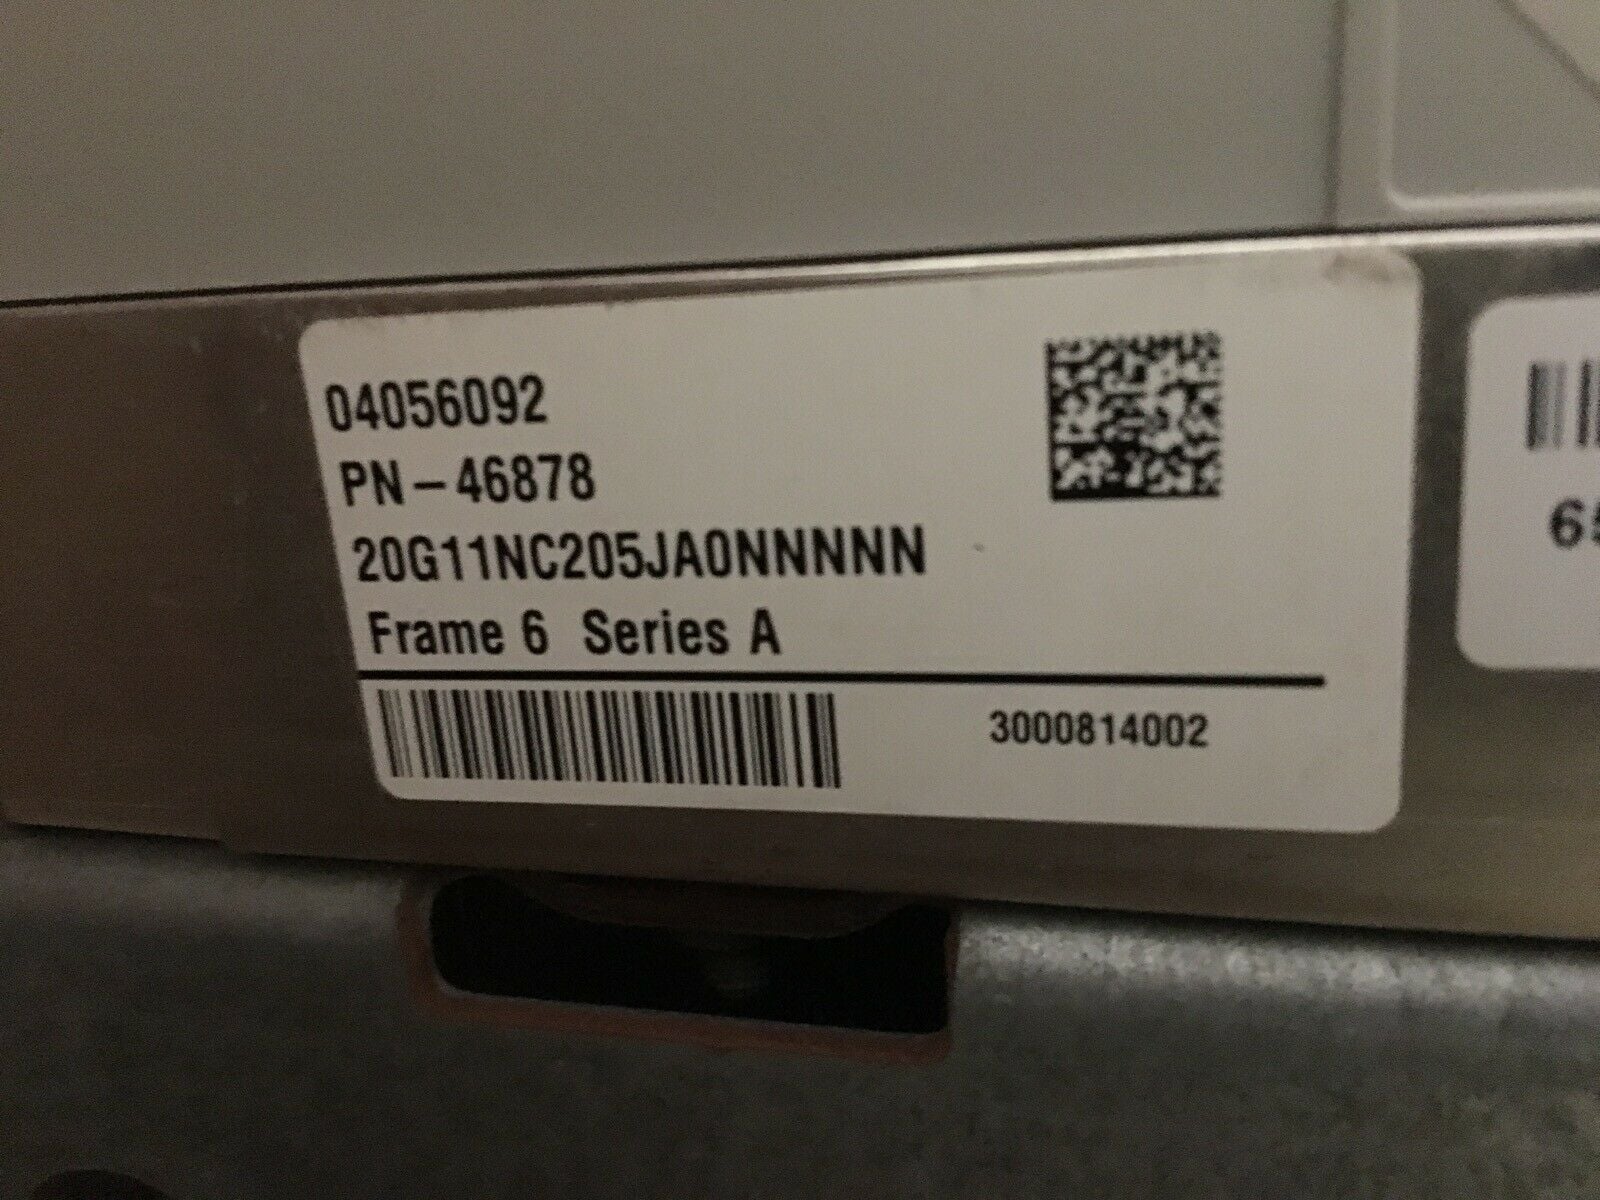 04056092
PN-46878
20G11NC205JA0NNNNN
Frame 6 Series A
3000814002